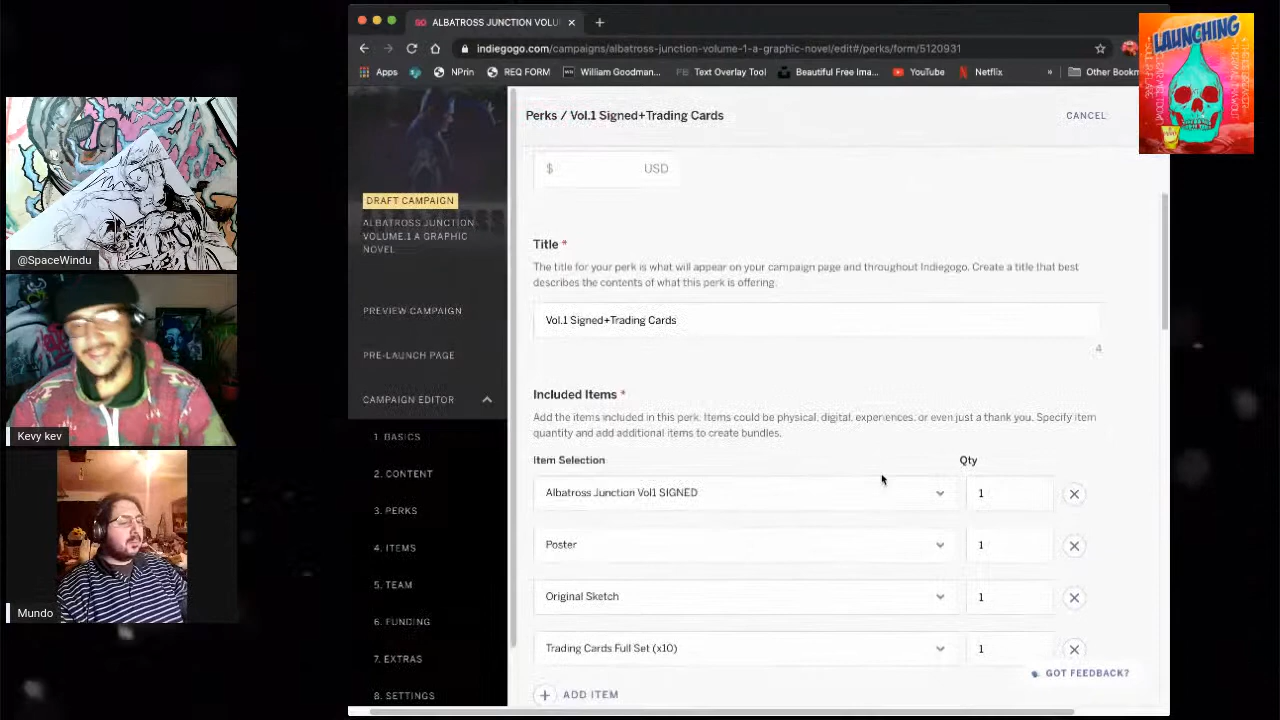 ALBATROSS JUNCTION VOLU
indiegogo.com/campaigns/albatross-junction-volume-1-a-graphic-novel/edit#/perks/form/5120931
Apps
NPrin
REQ FORM
William Goodman...
Text Overlay Tool
Beautiful Free Ima...
YouTube
Netflix
»
Other Bookm
LAUNCHING
@SpaceWindu
Kevy kev
Mundo
DRAFT CAMPAIGN
ALBATROSS JUNCTION
VOLUME.1 A GRAPHIC
NOVEL
PREVIEW CAMPAIGN
PRE-LAUNCH PAGE
CAMPAIGN EDITOR
1. BASICS
2. CONTENT
3. PERKS
4. ITEMS
5. TEAM
6. FUNDING
7. EXTRAS
8. SETTINGS
Perks / Vol.1 Signed+Trading Cards
CANCEL
$ USD
Title *
The title for your perk is what will appear on your campaign page and throughout Indiegogo. Create a title that best
describes the contents of what this perk is offering.
Vol.1 Signed+Trading Cards
4
Included Items *
Add the items included in this perk. Items could be physical, digital, experiences, or even just a thank you. Specify item
quantity and add additional items to create bundles.
Item Selection Qty
Albatross Junction Vol1 SIGNED 1
Poster 1
Original Sketch 1
Trading Cards Full Set (x10) 1
GOT FEEDBACK?
ADD ITEM